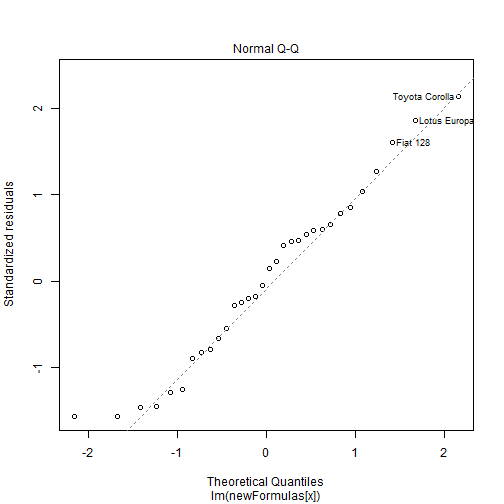 Normal Q-Q
Toyota Corolla
Lotus Europa
Fiat 128
Standardized residuals
2
1
0
-1
-2
-1
0
1
2
Theoretical Quantiles
lm(newFormulas[x])